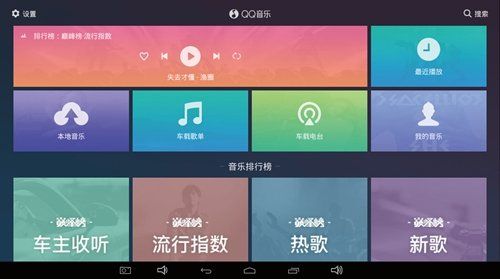 设置
QQ音乐
搜索
排行榜:巅峰榜·流行指数
失去才懂 - 渔圈
最近播放
本地音乐
车载歌单
车载电台
我的音乐
音乐排行榜
巅峰榜
车主收听
巅峰榜
流行指数
巅峰榜
热歌
巅峰榜
新歌